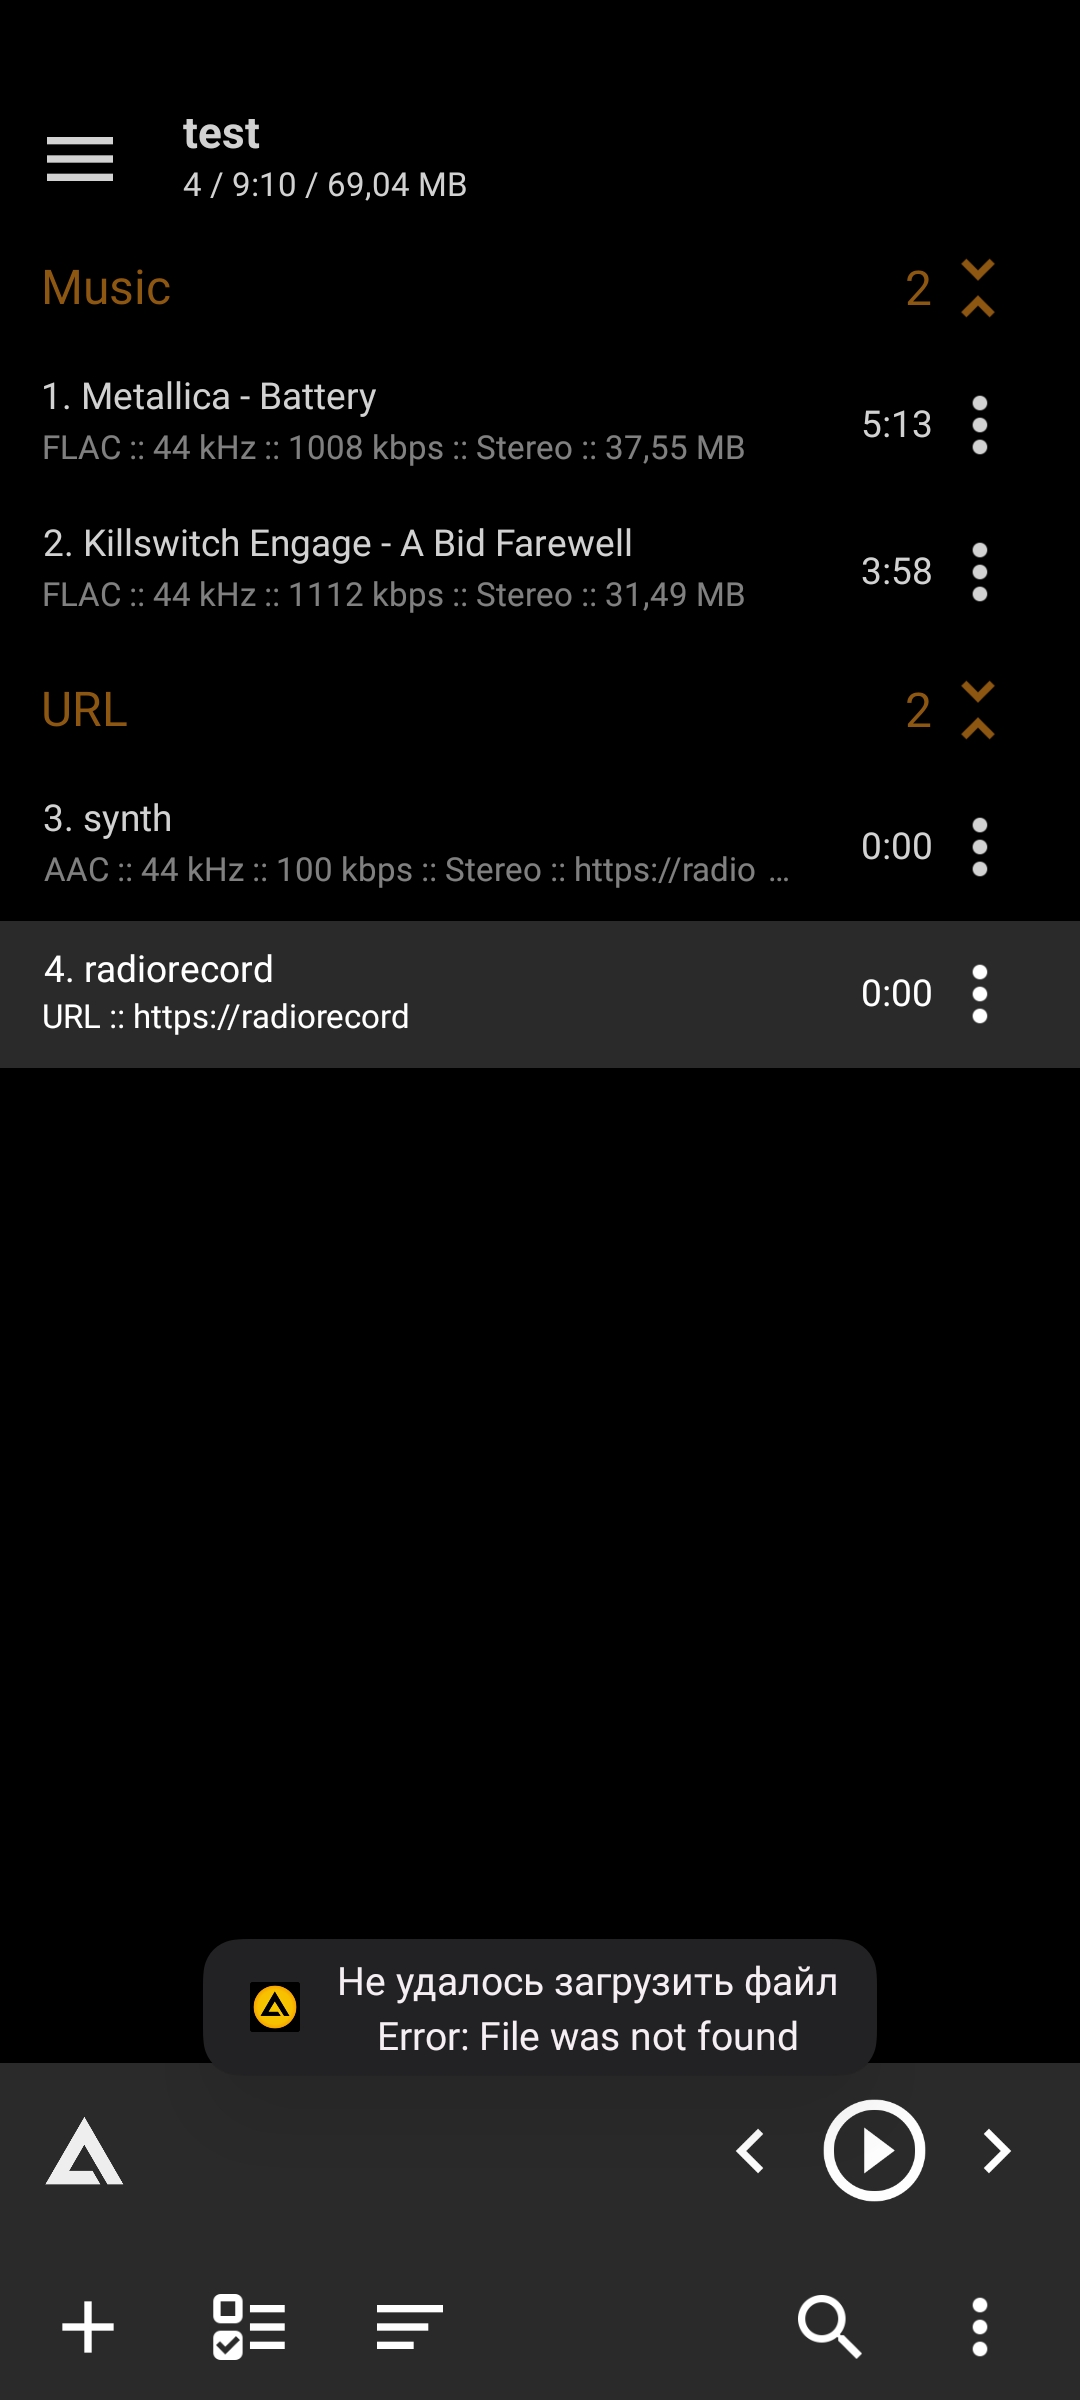 test
4 / 9:10 / 69,04 MB
Music 2
1. Metallica - Battery
5:13
FLAC :: 44 kHz :: 1008 kbps :: Stereo :: 37,55 MB
2. Killswitch Engage - A Bid Farewell
3:58
FLAC :: 44 kHz :: 1112 kbps :: Stereo :: 31,49 MB
URL 2
3. synth
0:00
AAC :: 44 kHz :: 100 kbps :: Stereo :: https://radio ...
4. radiorecord
0:00
URL :: https://radiorecord
Не удалось загрузить файл
Error: File was not found